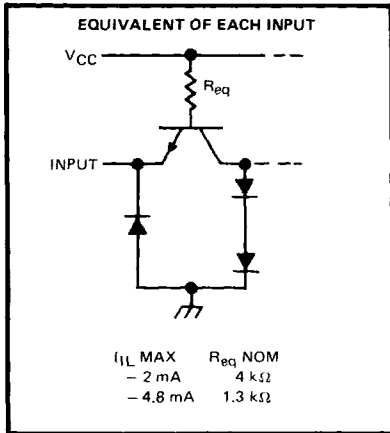 EQUIVALENT OF EACH INPUT
VCC
Req
INPUT
IIL MAX Req NOM
– 2 mA 4 kΩ
– 4.8 mA 1.3 kΩ